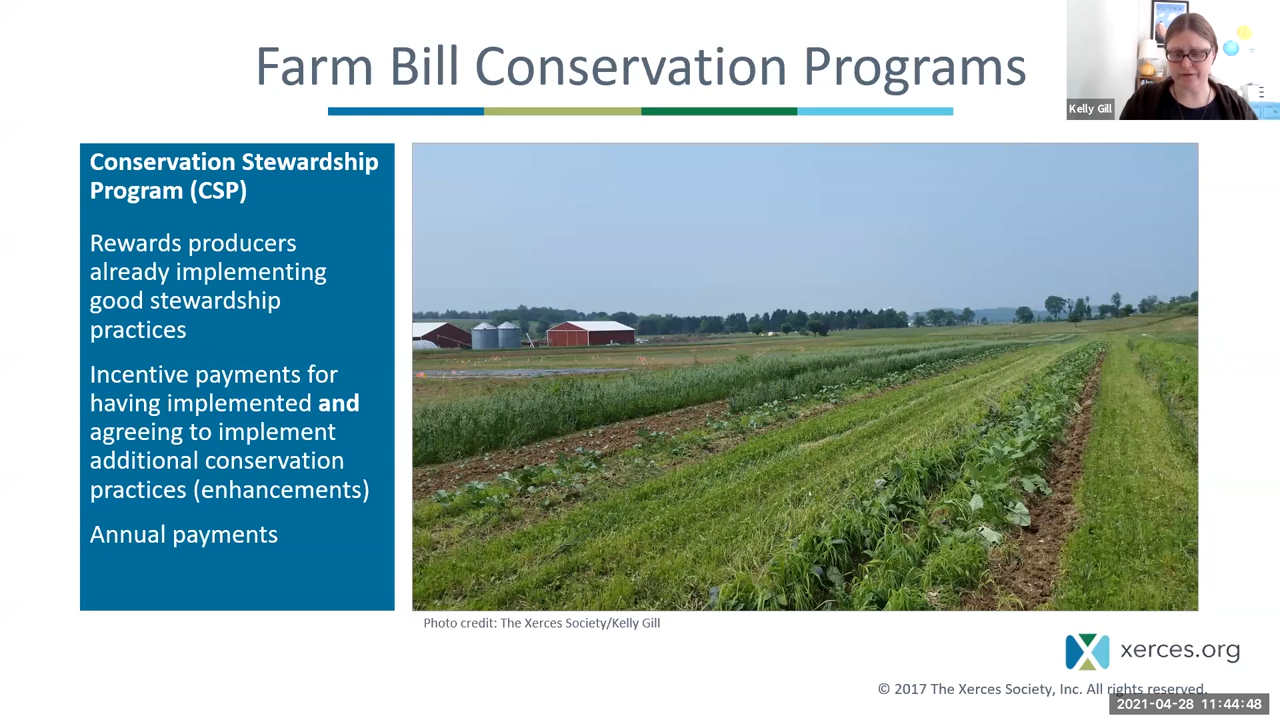 Farm Bill Conservation Programs
Kelly Gill
Conservation Stewardship
Program (CSP)
Rewards producers
already implementing
good stewardship
practices
Incentive payments for
having implemented and
agreeing to implement
additional conservation
practices (enhancements)
Annual payments
Photo credit: The Xerces Society/Kelly Gill
xerces.org
© 2017 The Xerces Society, Inc. All rights reserved.
2021-04-28 11:44:48